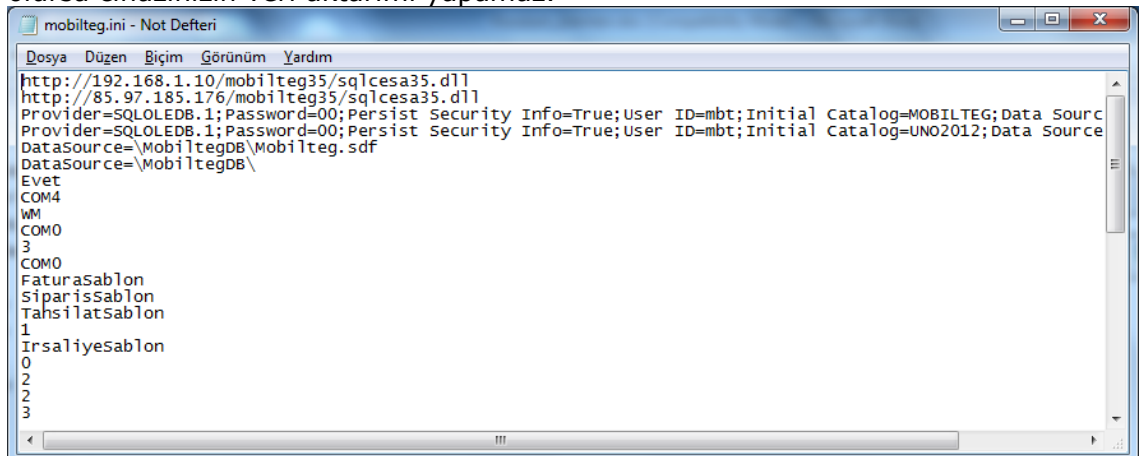 mobilteg.ini - Not Defteri
Dosya Düzen Biçim Görünüm Yardım
http://192.168.1.10/mobilteg35/sqlcesa35.dll
http://85.97.185.176/mobilteg35/sqlcesa35.dll
Provider=SQLOLEDB.1;Password=00;Persist Security Info=True;User ID=mbt;Initial Catalog=MOBILTEG;Data Sourc
Provider=SQLOLEDB.1;Password=00;Persist Security Info=True;User ID=mbt;Initial Catalog=UNO2012;Data Source
DataSource=\MobiltegDB\Mobilteg.sdf
DataSource=\MobiltegDB\
Evet
COM4
WM
COM0
3
COM0
FaturaSablon
SiparisSablon
TahsilatSablon
1
IrsaliyeSablon
0
2
2
3